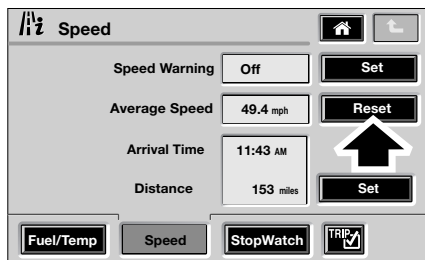 i Speed
Speed Warning Off Set
Average Speed 49.4 mph Reset
Arrival Time 11:43 AM
Distance 153 miles Set
Fuel/Temp Speed StopWatch TRIP